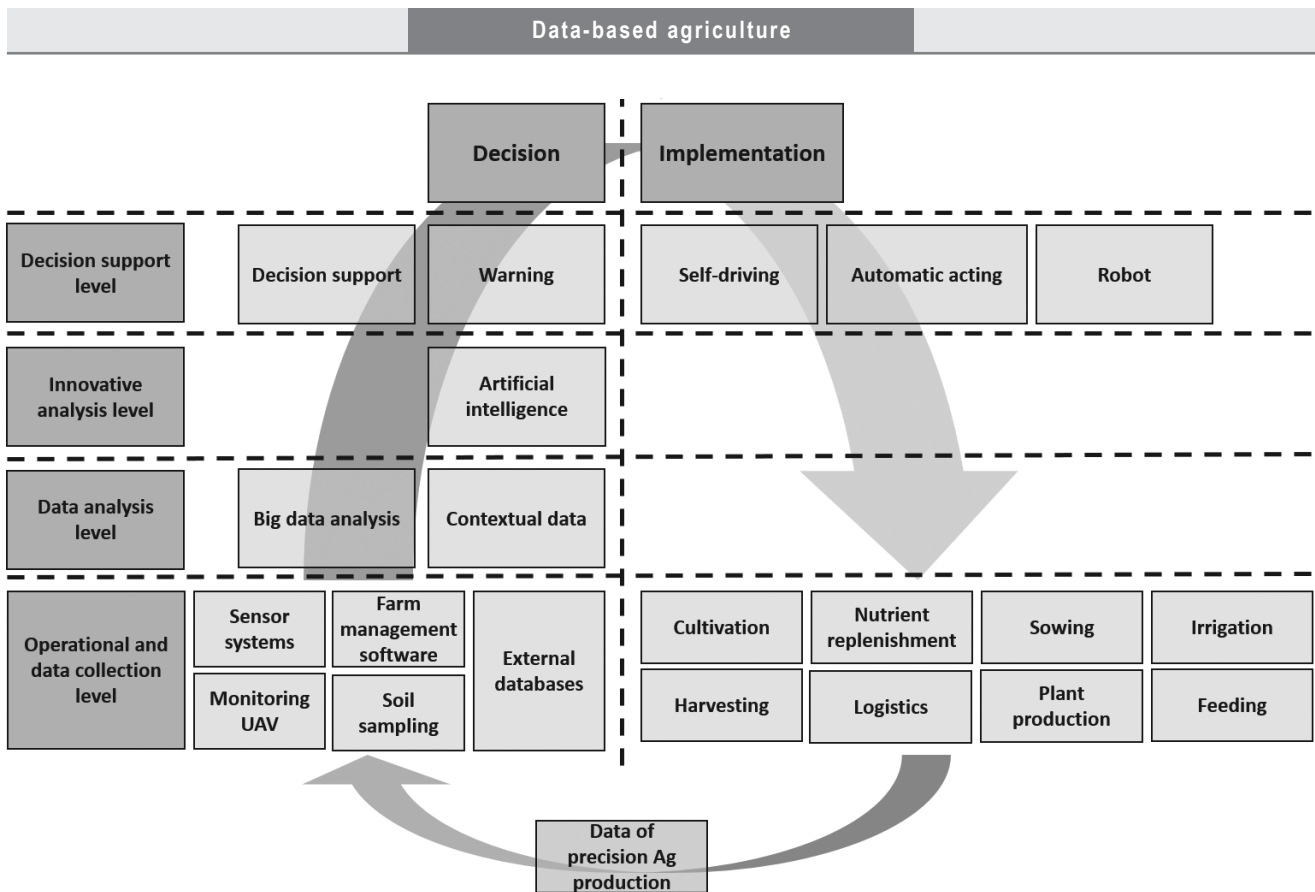 Data-based agriculture
Decision
Implementation
Decision support
level
Decision support
Warning
Self-driving
Automatic acting
Robot
Innovative
analysis level
Artificial
intelligence
Data analysis
level
Big data analysis
Contextual data
Operational and
data collection
level
Sensor
systems
Farm
management
software
External
databases
Monitoring
UAV
Soil
sampling
Cultivation
Nutrient
replenishment
Sowing
Irrigation
Harvesting
Logistics
Plant
production
Feeding
Data of
precision Ag
production